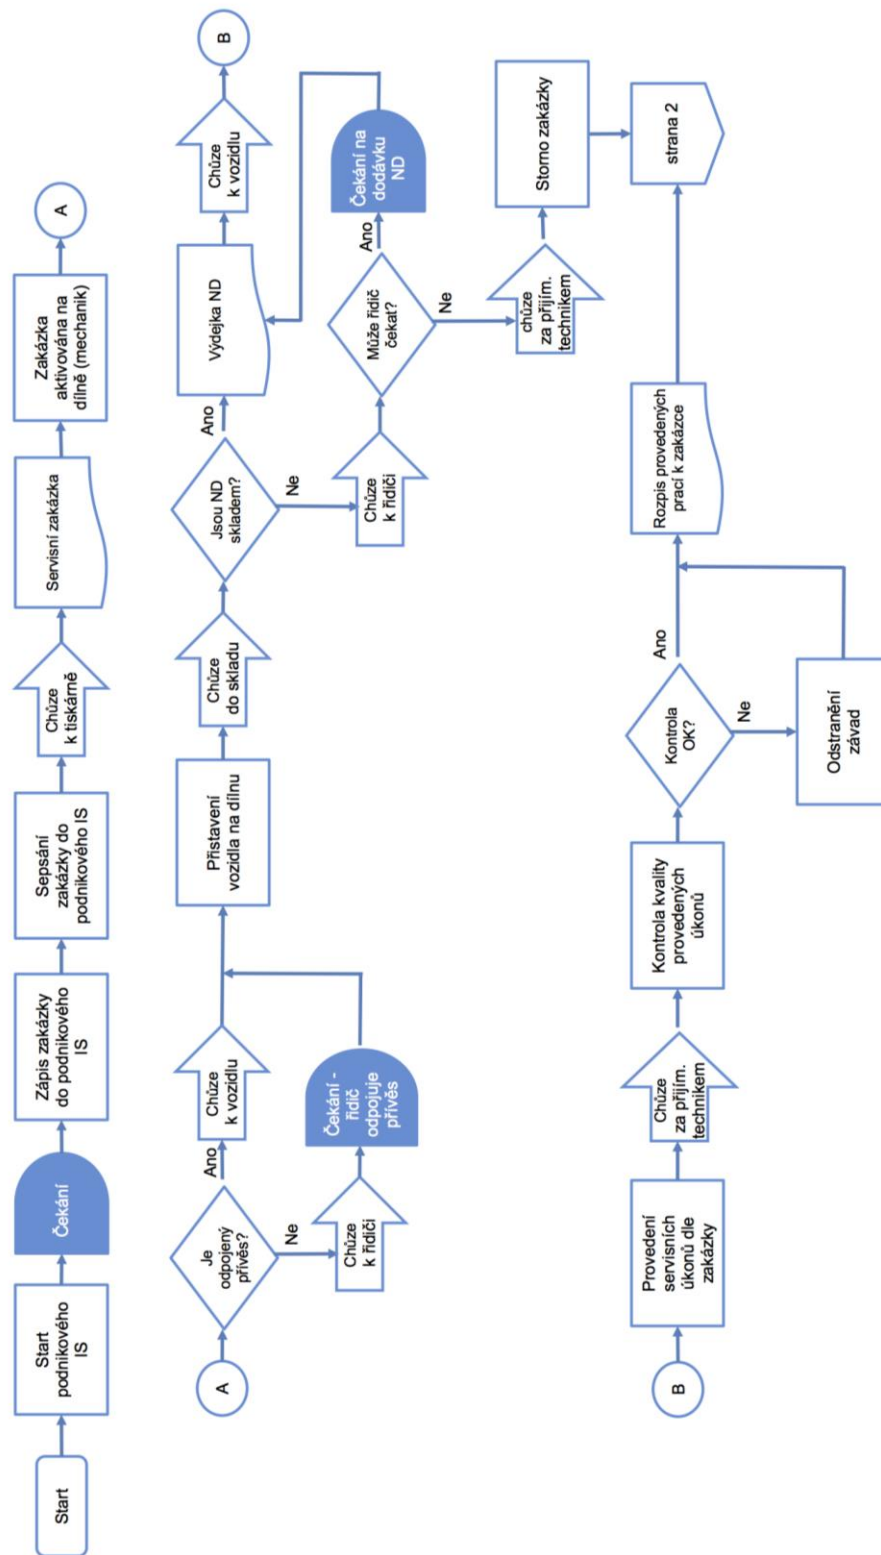 Start
Start
podnikového
IS
Čekání
Zápis zakázky
do podnikového
IS
Sepsání
zakázky do
podnikového IS
Chůze
k tiskárně
Servisní zakázka
Zakázka
aktivována na
dílně (mechanik)
A
A
Je
odpojený
přívěs?
Ano
Ne
Chůze
k vozidlu
Chůze
k řidiči
Čekání -
řidič
odpojuje
přívěs
Přistavení
vozidla na dílnu
Chůze
do skladu
Jsou ND
skladem?
Ano
Ne
Výdejka ND
Chůze
k vozidlu
B
Chůze
k řidiči
Může řidič
čekat?
Ano
Ne
Čekání na
dodávku
ND
chůze
za přijím.
technikem
Storno zakázky
B
Provedení
servisních
úkonů dle
zakázky
Chůze
za přijím.
technikem
Kontrola kvality
provedených
úkonů
Kontrola
OK?
Ano
Ne
Odstranění
závad
Rozpis provedených
prací k zakázce
strana 2